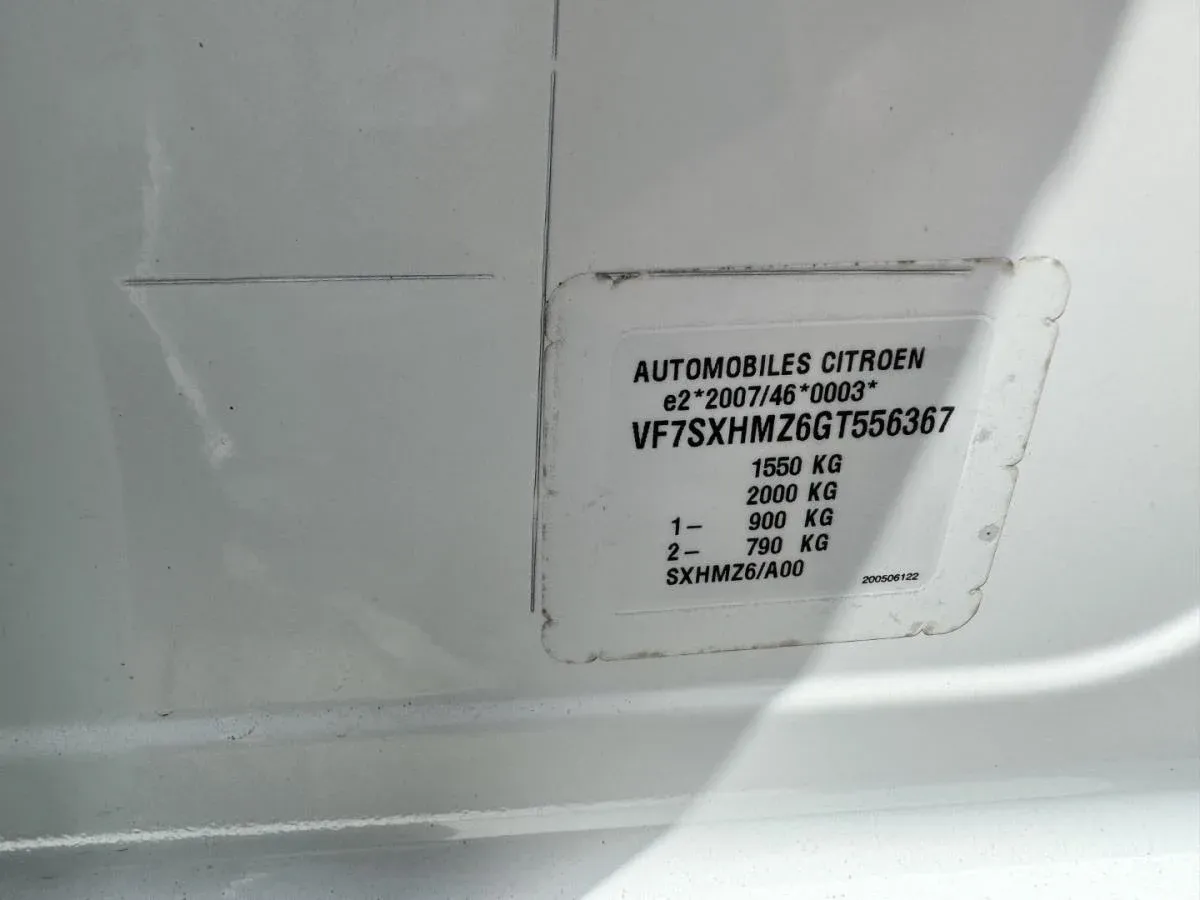 AUTOMOBILES CITROEN
e2*2007/46*0003*
VF7SXHMZ6GT556367
1550 KG
2000 KG
1- 900 KG
2- 790 KG
SXHMZ6/A00 200506122